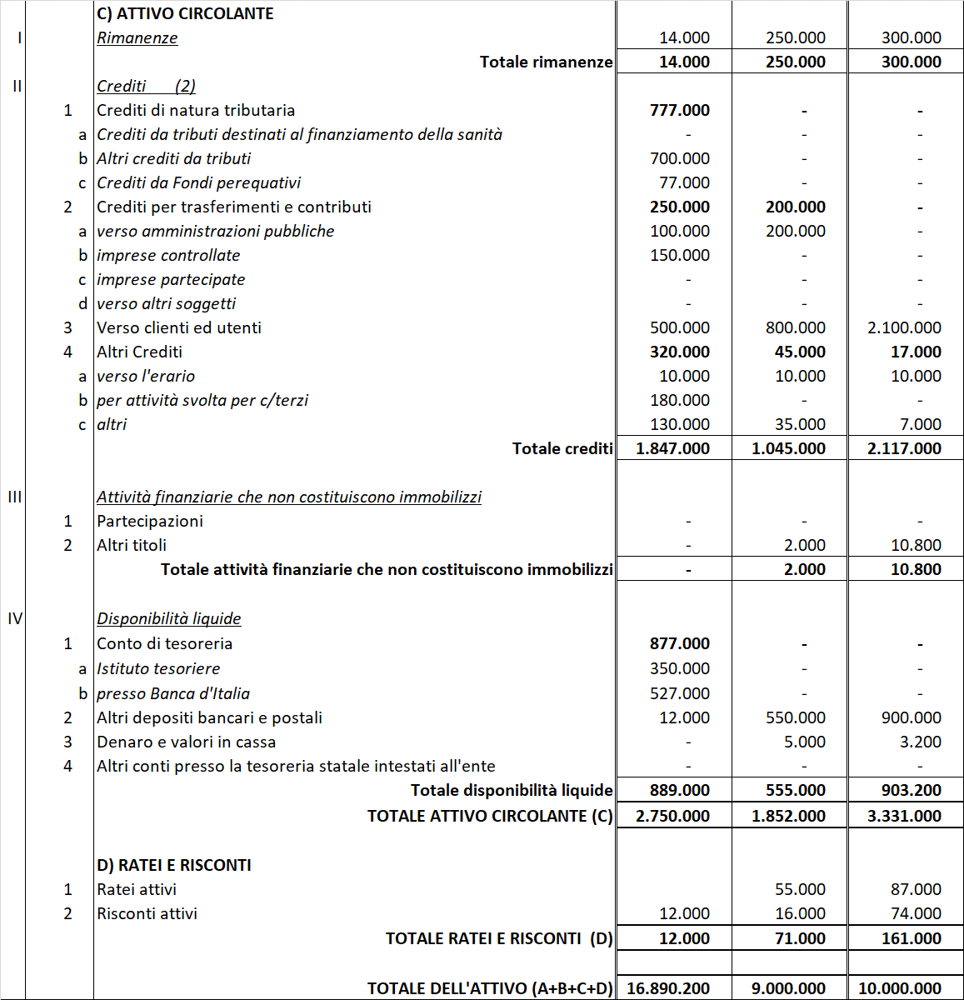 C) ATTIVO CIRCOLANTE
I Rimanenze 14.000 250.000 300.000
Totale rimanenze 14.000 250.000 300.000
II Crediti (2)
1 Crediti di natura tributaria 777.000 - -
a Crediti da tributi destinati al finanziamento della sanità - - -
b Altri crediti da tributi 700.000 - -
c Crediti da Fondi perequativi 77.000 - -
2 Crediti per trasferimenti e contributi 250.000 200.000 -
a verso amministrazioni pubbliche 100.000 200.000 -
b imprese controllate 150.000 - -
c imprese partecipate - - -
d verso altri soggetti - - -
3 Verso clienti ed utenti 500.000 800.000 2.100.000
4 Altri Crediti 320.000 45.000 17.000
a verso l'erario 10.000 10.000 10.000
b per attività svolta per c/terzi 180.000 - -
c altri 130.000 35.000 7.000
Totale crediti 1.847.000 1.045.000 2.117.000
III Attività finanziarie che non costituiscono immobilizzi
1 Partecipazioni - - -
2 Altri titoli - 2.000 10.800
Totale attività finanziarie che non costituiscono immobilizzi - 2.000 10.800
IV Disponibilità liquide
1 Conto di tesoreria 877.000 - -
a Istituto tesoriere 350.000 - -
b presso Banca d'Italia 527.000 - -
2 Altri depositi bancari e postali 12.000 550.000 900.000
3 Denaro e valori in cassa - 5.000 3.200
4 Altri conti presso la tesoreria statale intestati all'ente - - -
Totale disponibilità liquide 889.000 555.000 903.200
TOTALE ATTIVO CIRCOLANTE (C) 2.750.000 1.852.000 3.331.000
D) RATEI E RISCONTI
1 Ratei attivi 55.000 87.000
2 Risconti attivi 12.000 16.000 74.000
TOTALE RATEI E RISCONTI (D) 12.000 71.000 161.000
TOTALE DELL'ATTIVO (A+B+C+D) 16.890.200 9.000.000 10.000.000